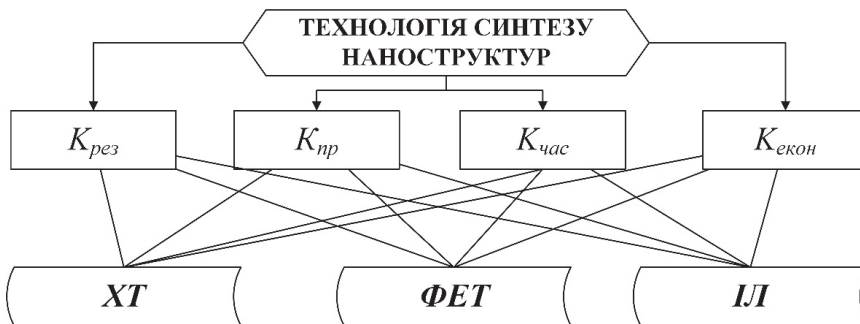 ТЕХНОЛОГІЯ СИНТЕЗУ
НАНОСТРУКТУР
Kрез
Kпр
Kчас
Kекон
ХТ
ФЕТ
ІЛ